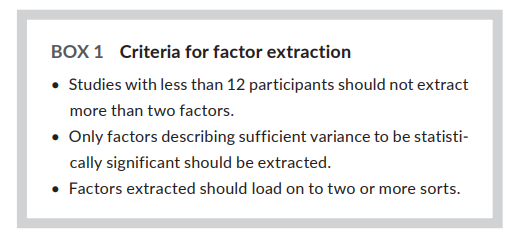 BOX 1 Criteria for factor extraction
• Studies with less than 12 participants should not extract
more than two factors.
• Only factors describing sufficient variance to be statisti-
cally significant should be extracted.
• Factors extracted should load on to two or more sorts.